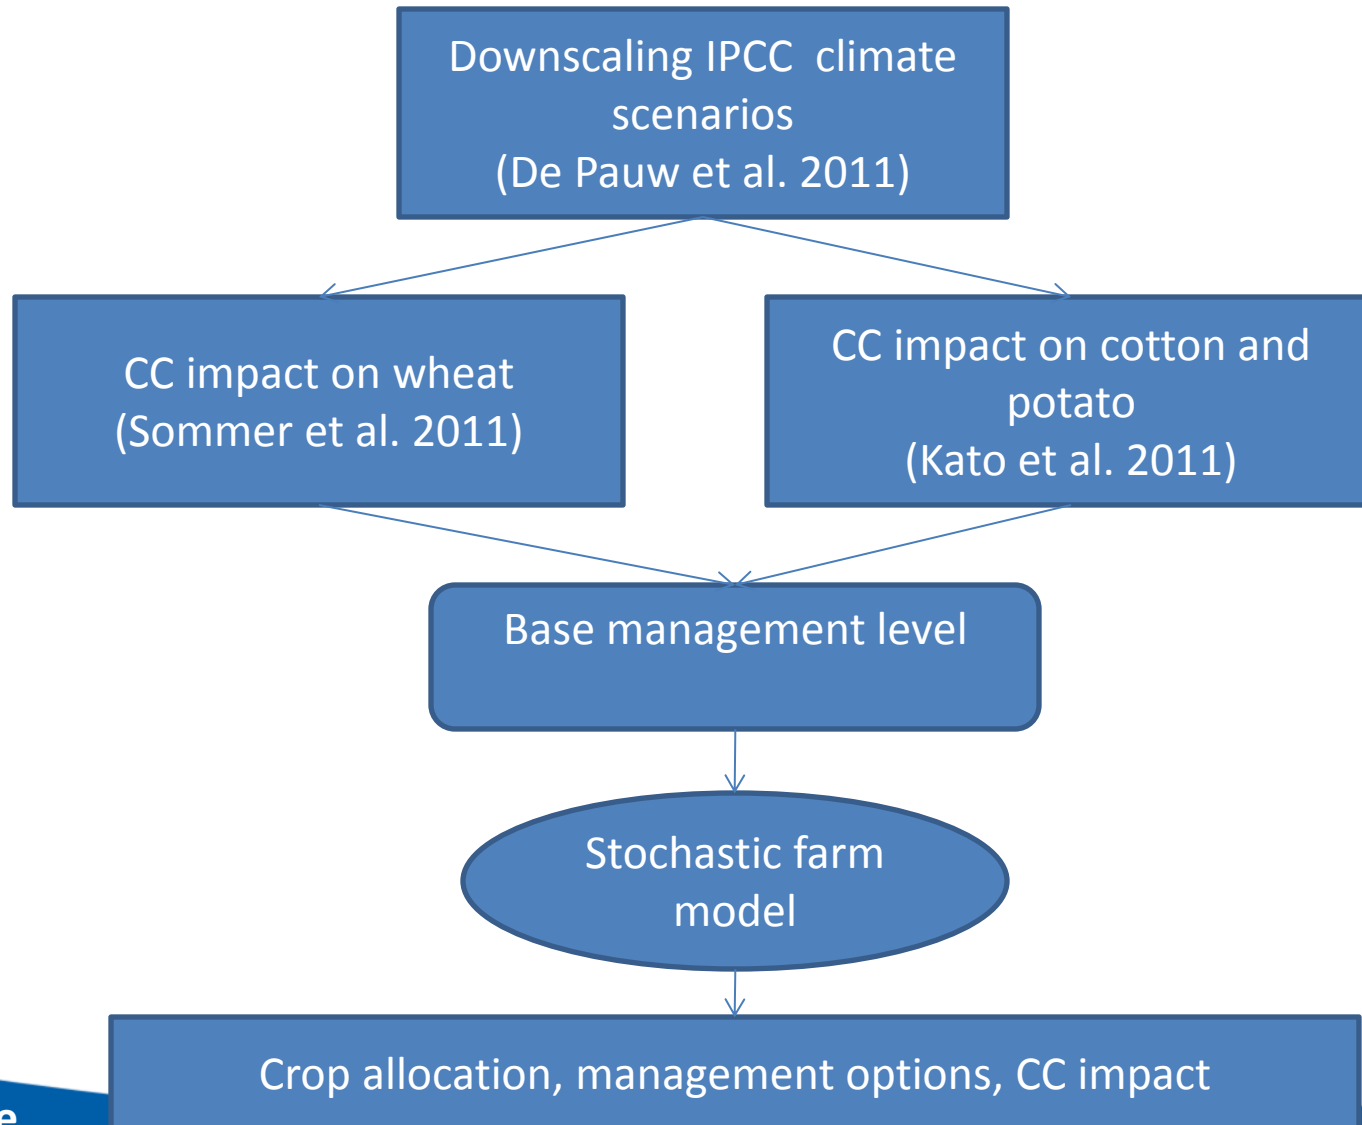 Downscaling IPCC  climate
scenarios
(De Pauw et al. 2011)
CC impact on wheat
(Sommer et al. 2011)
CC impact on cotton and
potato
(Kato et al. 2011)
Base management level
Stochastic farm
model
Crop allocation, management options, CC impact